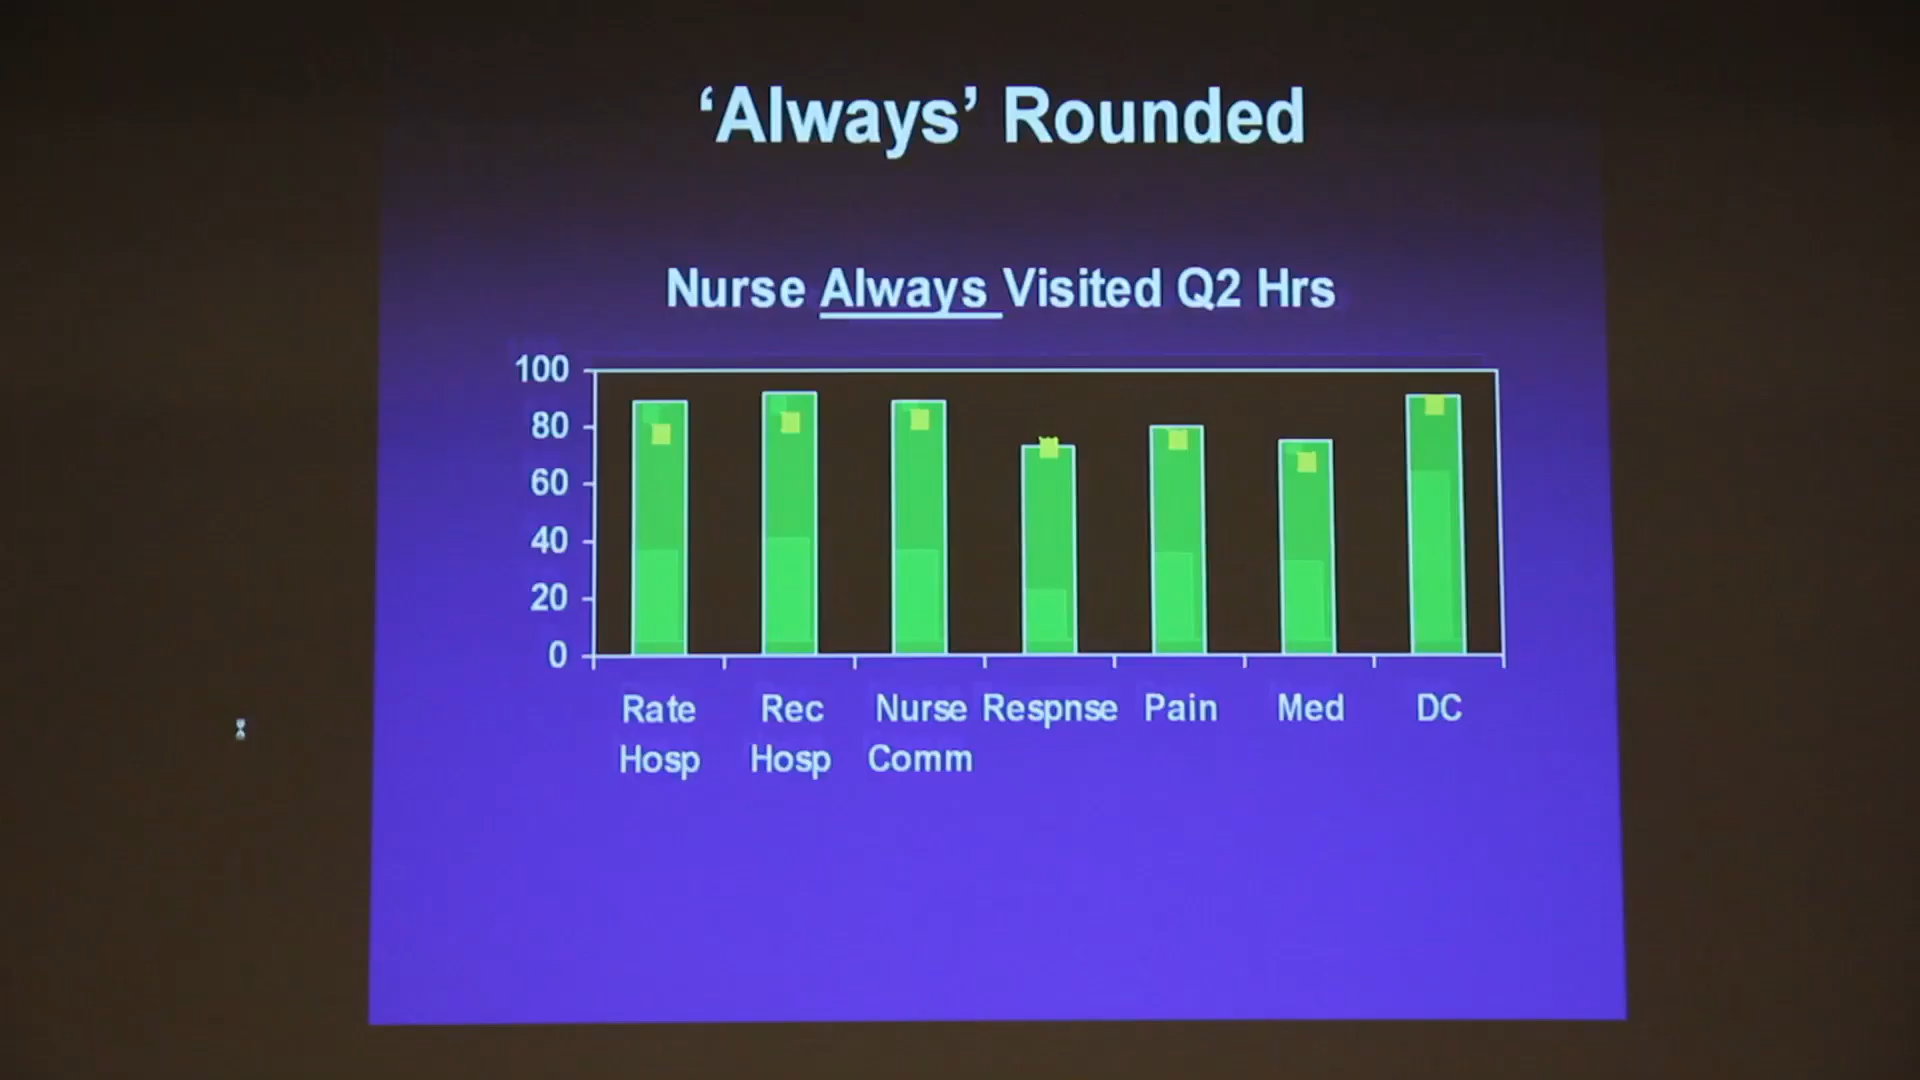 ‘Always’ Rounded
Nurse Always Visited Q2 Hrs
100
80
60
40
20
0
Rate Hosp
Rec Hosp
Nurse Comm
Respnse
Pain
Med
DC